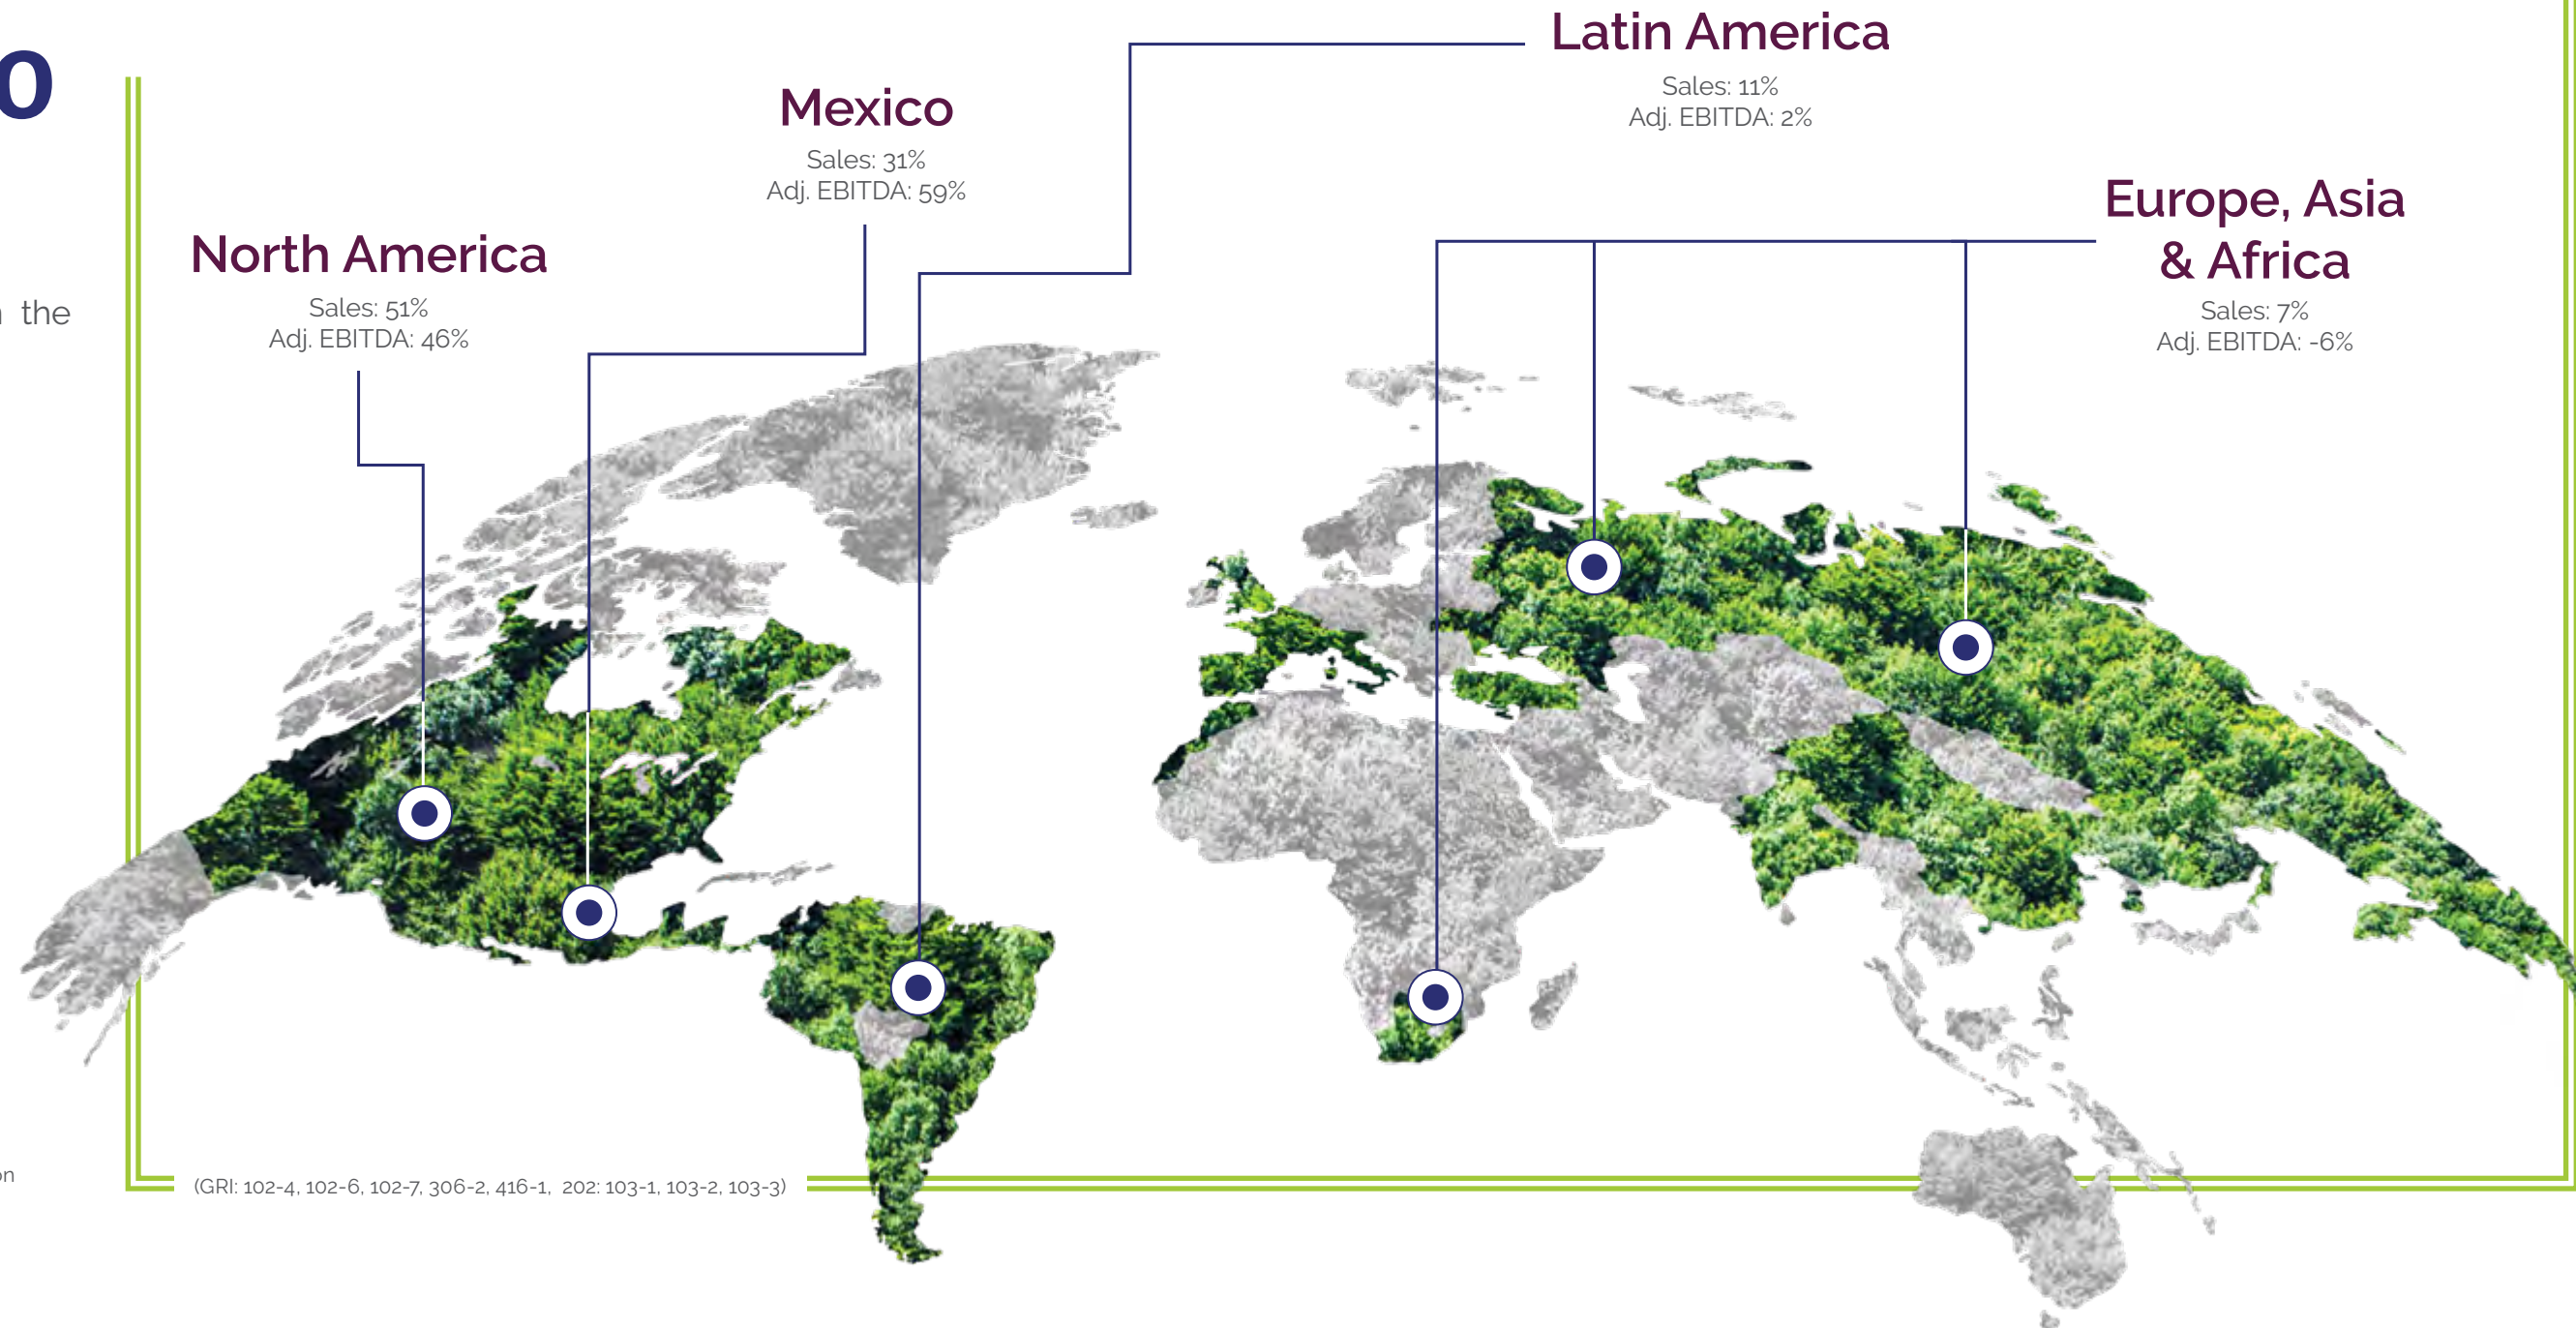 0
the
North America
Sales: 51%
Adj. EBITDA: 46%
Mexico
Sales: 31%
Adj. EBITDA: 59%
Latin America
Sales: 11%
Adj. EBITDA: 2%
Europe, Asia
& Africa
Sales: 7%
Adj. EBITDA: -6%
on
(GRI: 102-4, 102-6, 102-7, 306-2, 416-1, 202: 103-1, 103-2, 103-3)